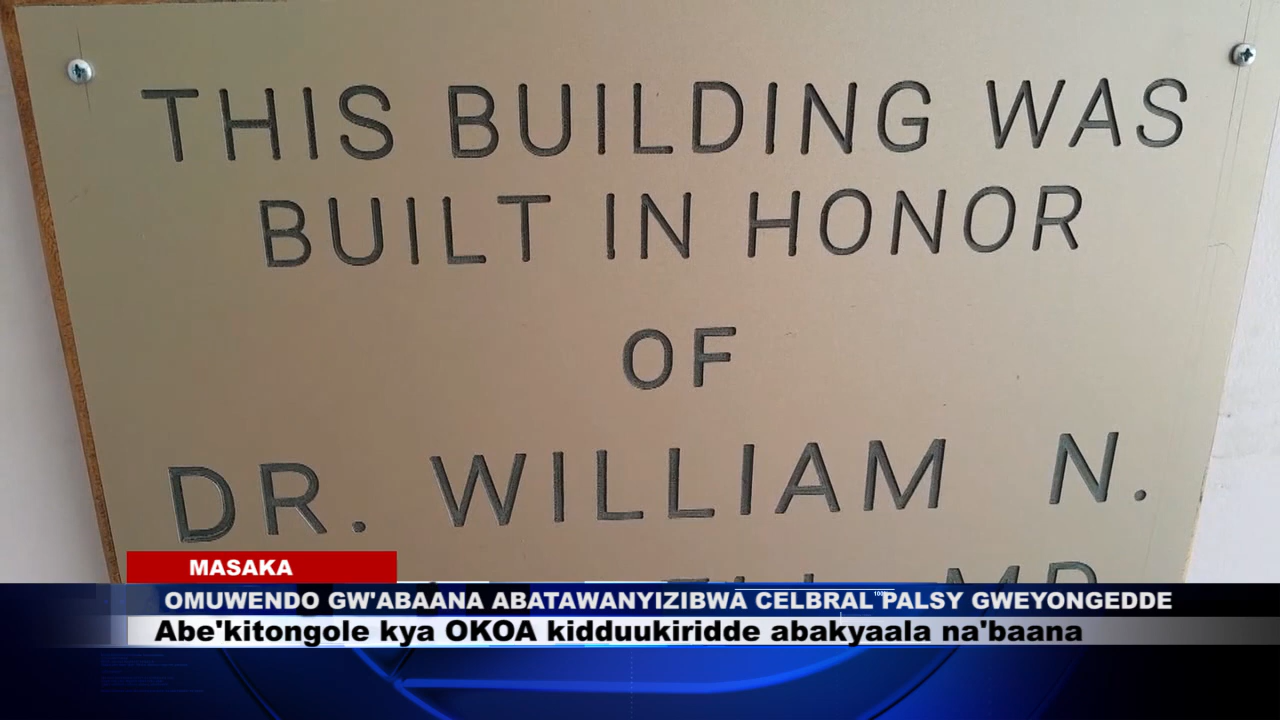 THIS BUILDING WAS
BUILT IN HONOR
OF
DR. WILLIAM N.
MD
MASAKA
OMUWENDO GW'ABAANA ABATAWANYIZIBWA CELBRAL PALSY GWEYONGEDDE
Abe'kitongole kya OKOA kidduukiridde abakyaala na'baana